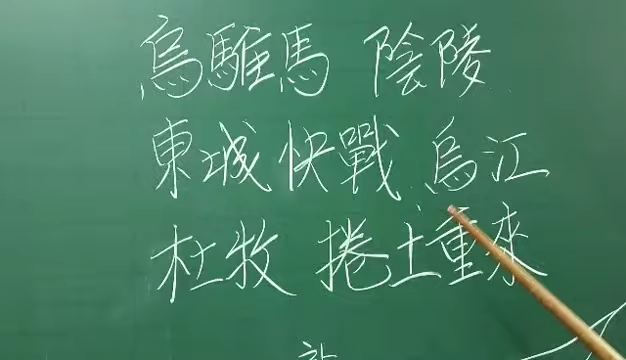 烏騅馬 陰陵
東城 快戰 烏江
杜牧 捲土重來